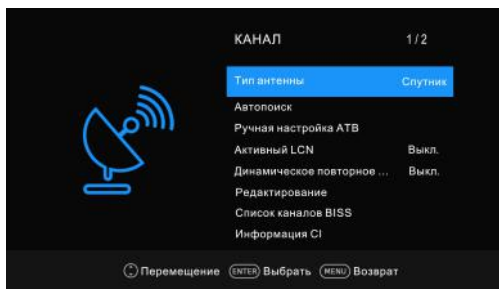 КАНАЛ 1/2
Тип антенны Спутник
Автопоиск
Ручная настройка АТВ
Активный LCN Выкл.
Динамическое повторное ... Выкл.
Редактирование
Список каналов BISS
Информация CI
Перемещение ENTER Выбрать MENU Возврат